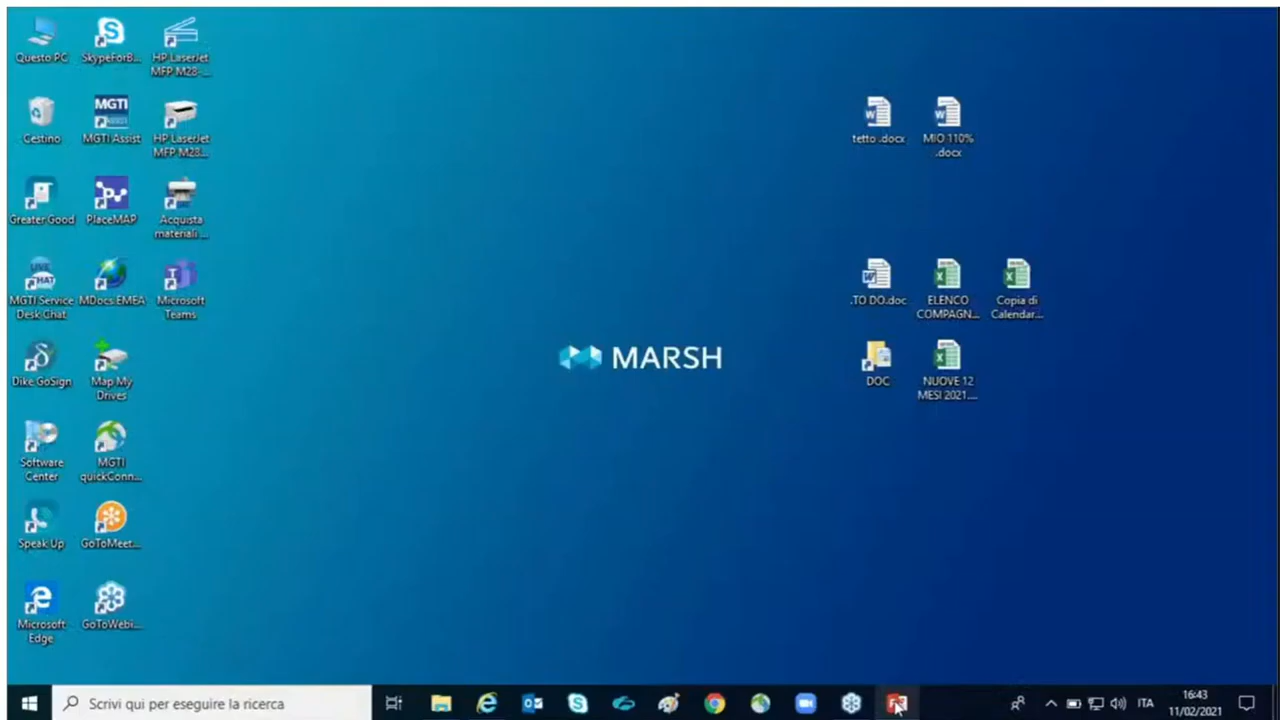 Questo PC
SkypeForB...
HP LaserJet
MFP M28-...
Cestino
MGTI
ASSIST
MGTI Assist
HP LaserJet
MFP M28...
Greater Good
PlaceMAP
Acquista
materiali ...
LIVE
CHAT
MGTI Service
Desk Chat
MDocs EMEA
Microsoft
Teams
Dike GoSign
Map My
Drives
Software
Center
MGTI
quickConn...
Speak Up
GoToMeet...
Microsoft
Edge
GoToWebi...
tetto .docx
MIO 110%
.docx
.TO DO.doc
ELENCO
COMPAGN...
Copia di
Calendar...
DOC
NUOVE 12
MESI 2021....
MARSH
Scrivi qui per eseguire la ricerca
ITA
16:43
11/02/2021